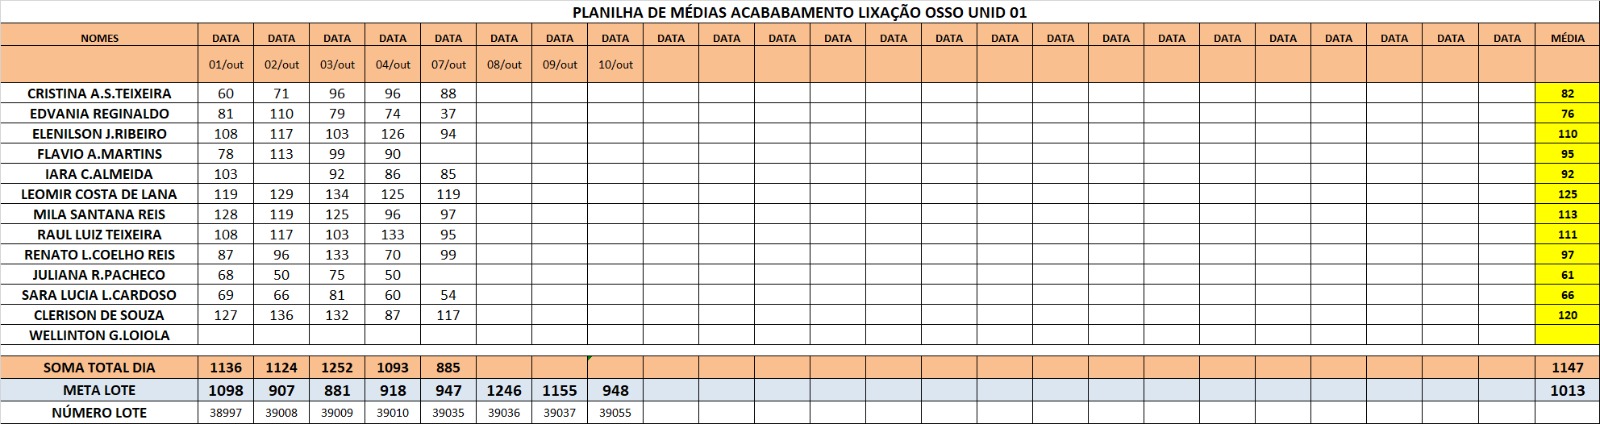 PLANILHA DE MÉDIAS ACABABAMENTO LIXAÇÃO OSSO UNID 01
NOMES DATA DATA DATA DATA DATA DATA DATA DATA DATA DATA DATA DATA DATA DATA DATA DATA DATA DATA DATA DATA DATA DATA DATA DATA MÉDIA
01/out 02/out 03/out 04/out 07/out 08/out 09/out 10/out
CRISTINA A.S.TEIXEIRA 60 71 96 96 88 82
EDVANIA REGINALDO 81 110 79 74 37 76
ELENILSON J.RIBEIRO 108 117 103 126 94 110
FLAVIO A.MARTINS 78 113 99 90 95
IARA C.ALMEIDA 103 92 86 85 92
LEOMIR COSTA DE LANA 119 129 134 125 119 125
MILA SANTANA REIS 128 119 125 96 97 113
RAUL LUIZ TEIXEIRA 108 117 103 133 95 111
RENATO L.COELHO REIS 87 96 133 70 99 97
JULIANA R.PACHECO 68 50 75 50 61
SARA LUCIA L.CARDOSO 69 66 81 60 54 66
CLERISON DE SOUZA 127 136 132 87 117 120
WELLINTON G.LOIOLA
SOMA TOTAL DIA 1136 1124 1252 1093 885 1147
META LOTE 1098 907 881 918 947 1246 1155 948 1013
NÚMERO LOTE 38997 39008 39009 39010 39035 39036 39037 39055